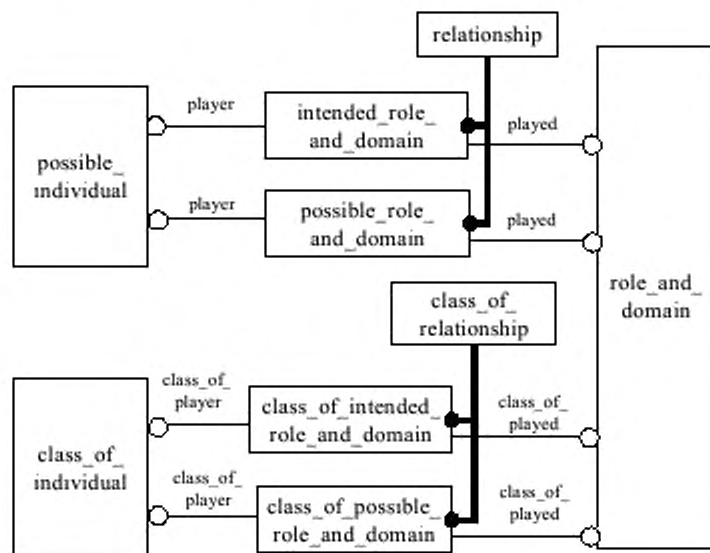 relationship
player
intended_role_
and_domain
played
possible_
individual
player
possible_role_
and_domain
played
role_and_
domain
class_of_
relationship
class_of_
player
class_of_intended_
role_and_domain
class_of_
played
class_of_
individual
class_of_
player
class_of_possible_
role_and_domain
class_of_
played